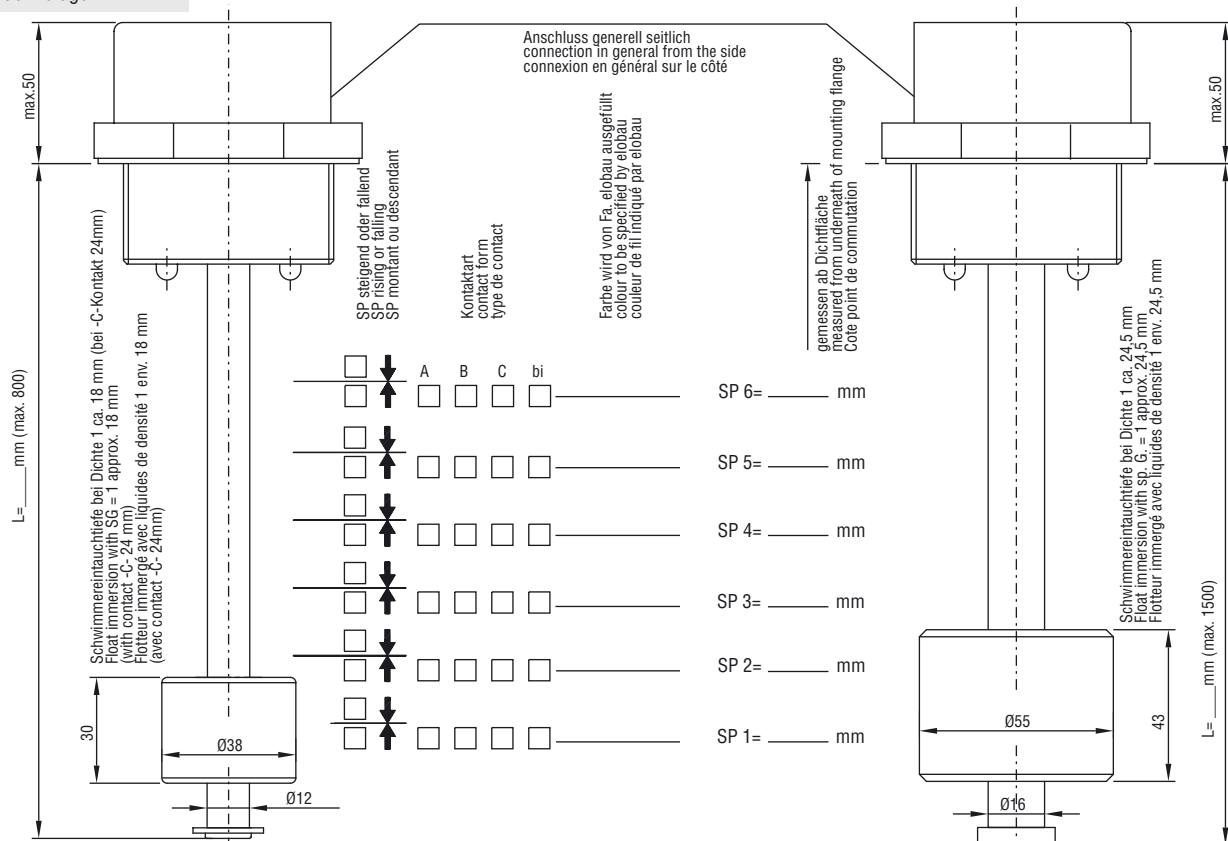 max.50
Anschluss generell seitlich
connection in general from the side
connexion en général sur le côté
max.50
L=____mm (max. 800)
Schwimmereintauchtiefe bei Dichte 1 ca. 18 mm (bei -C-Kontakt 24mm)
Float immersion with SG = 1 approx. 18 mm
(with contact -C- 24 mm)
Flotteur immergé avec liquides de densité 1 env. 18 mm
(avec contact -C- 24mm)
SP steigend oder fallend
SP rising or falling
SP montant ou descendant
Kontaktart
contact form
type de contact
Farbe wird von Fa. elobau ausgefüllt
colour to be specified by elobau
couleur de fil indiqué par elobau
gemessen ab Dichtfläche
measured from underneath of mounting flange
Cote point de commutation
A B C bi
SP 6= ______ mm
SP 5= ______ mm
SP 4= ______ mm
SP 3= ______ mm
SP 2= ______ mm
SP 1= ______ mm
Schwimmereintauchtiefe bei Dichte 1 ca. 24,5 mm
Float immersion with sp. G. = 1 approx. 24,5 mm
Flotteur immergé avec liquides de densité 1 env. 24,5 mm
L= ____mm (max. 1500)
30
Ø38
Ø12
Ø55
43
Ø16